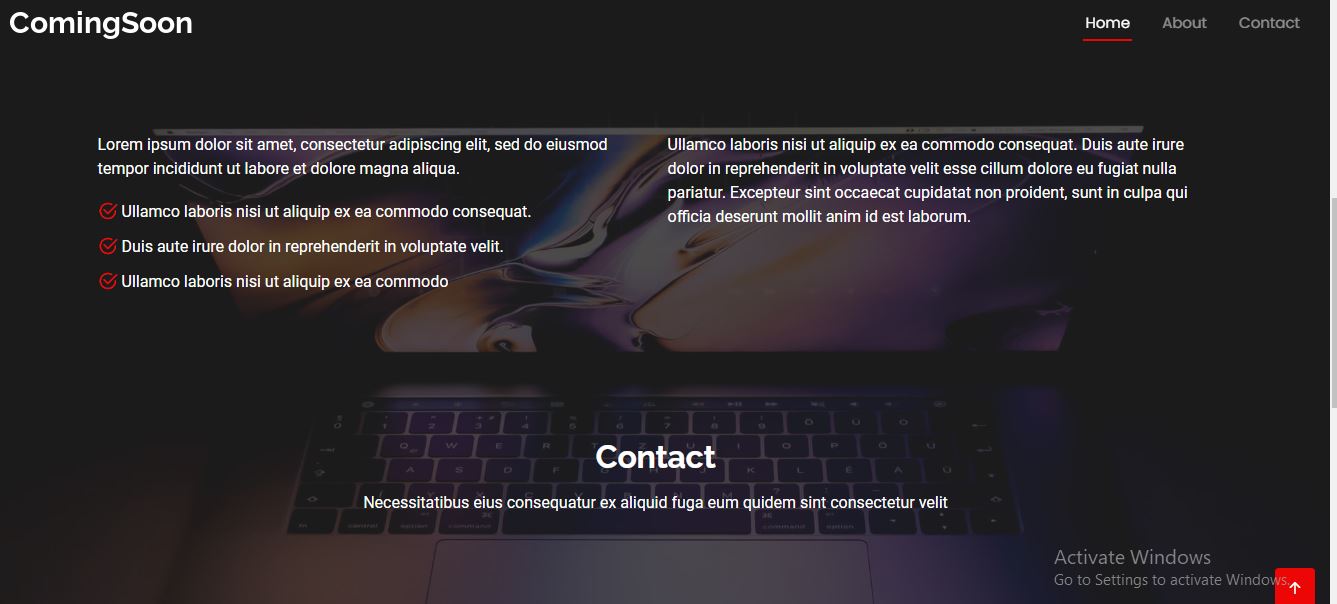 ComingSoon
Home About Contact
Lorem ipsum dolor sit amet, consectetur adipiscing elit, sed do eiusmod
tempor incididunt ut labore et dolore magna aliqua.
Ullamco laboris nisi ut aliquip ex ea commodo consequat.
Duis aute irure dolor in reprehenderit in voluptate velit.
Ullamco laboris nisi ut aliquip ex ea commodo
Ullamco laboris nisi ut aliquip ex ea commodo consequat. Duis aute irure
dolor in reprehenderit in voluptate velit esse cillum dolore eu fugiat nulla
pariatur. Excepteur sint occaecat cupidatat non proident, sunt in culpa qui
officia deserunt mollit anim id est laborum.
Contact
Necessitatibus eius consequatur ex aliquid fuga eum quidem sint consectetur velit
Activate Windows
Go to Settings to activate Windows.